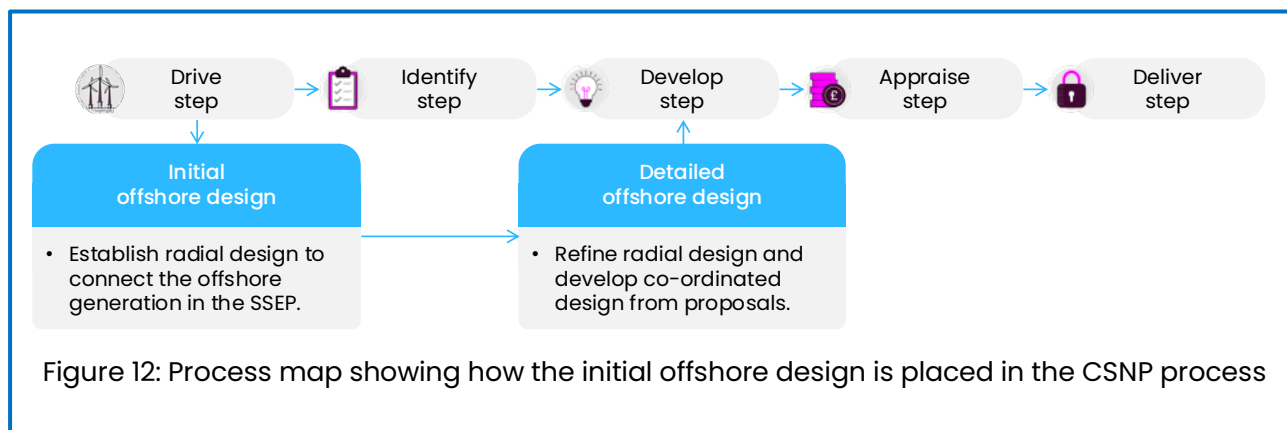 Drive
step
Identify
step
Develop
step
Appraise
step
£
Deliver
step
Initial
offshore design
• Establish radial design to
connect the offshore
generation in the SSEP.
Detailed
offshore design
• Refine radial design and
develop co-ordinated
design from proposals.
Figure 12: Process map showing how the initial offshore design is placed in the CSNP process